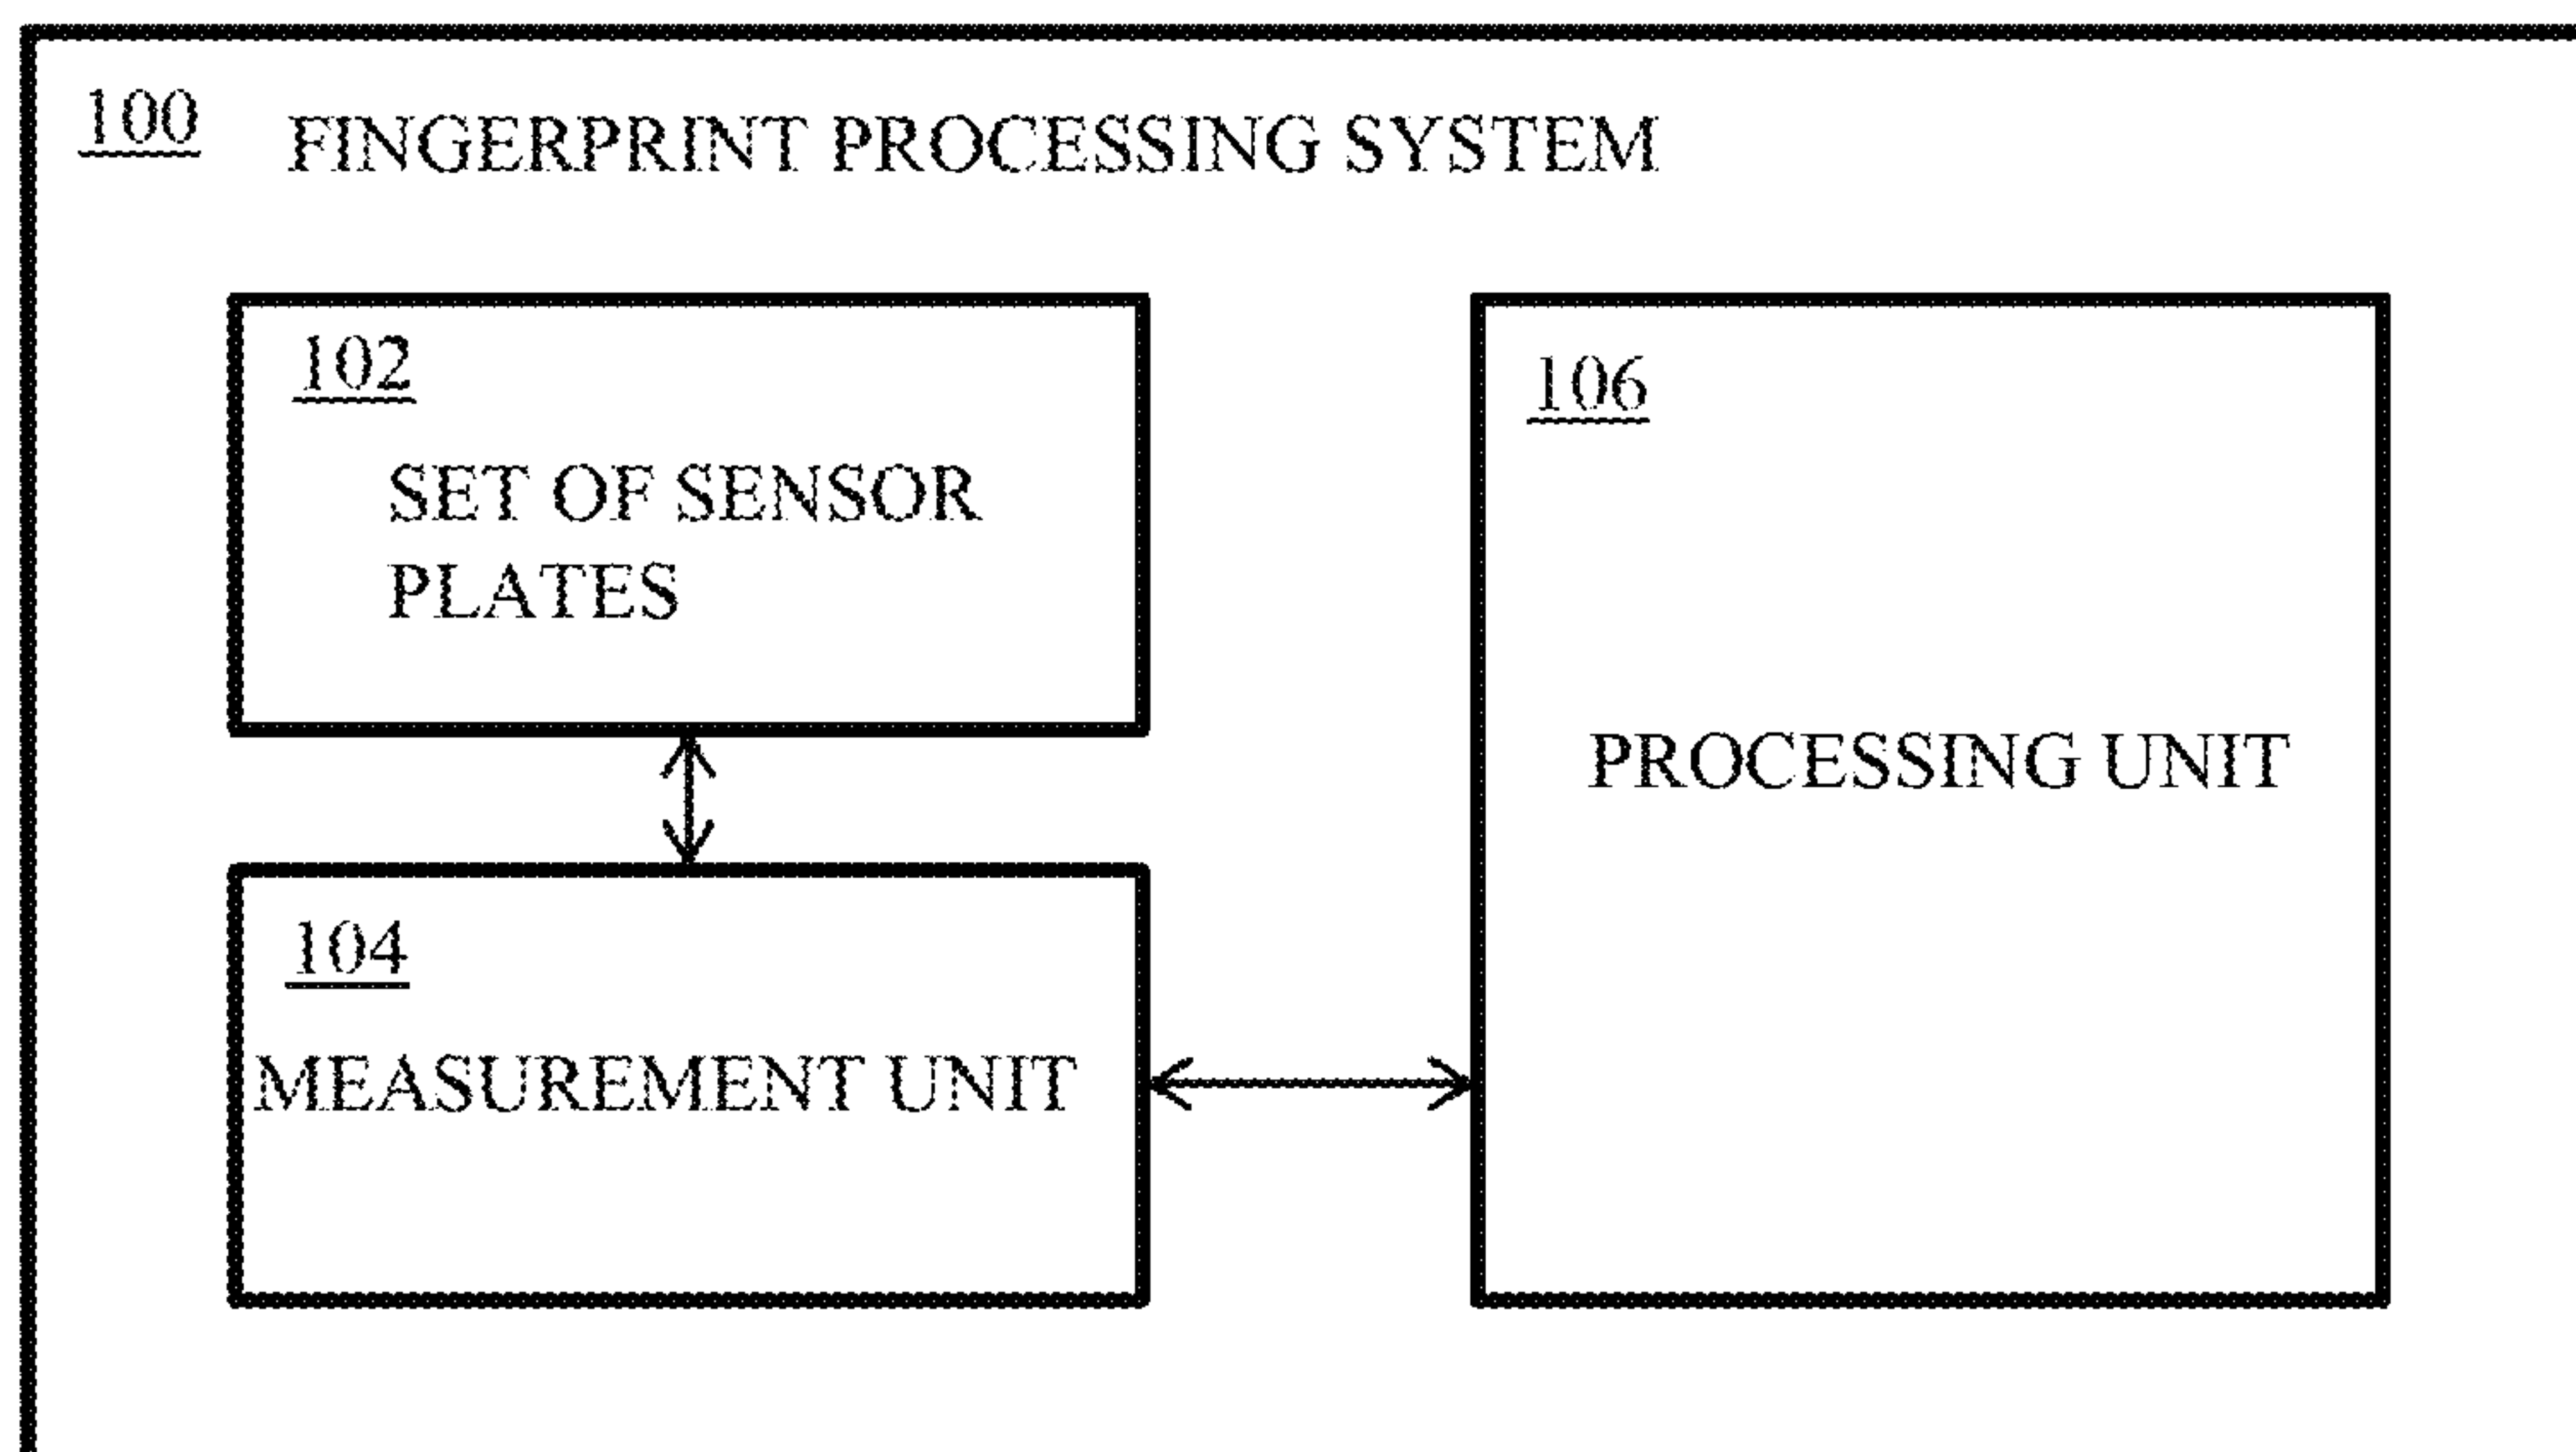 100 FINGERPRINT PROCESSING SYSTEM
102
SET OF SENSOR
PLATES
104
MEASUREMENT UNIT
106
PROCESSING UNIT